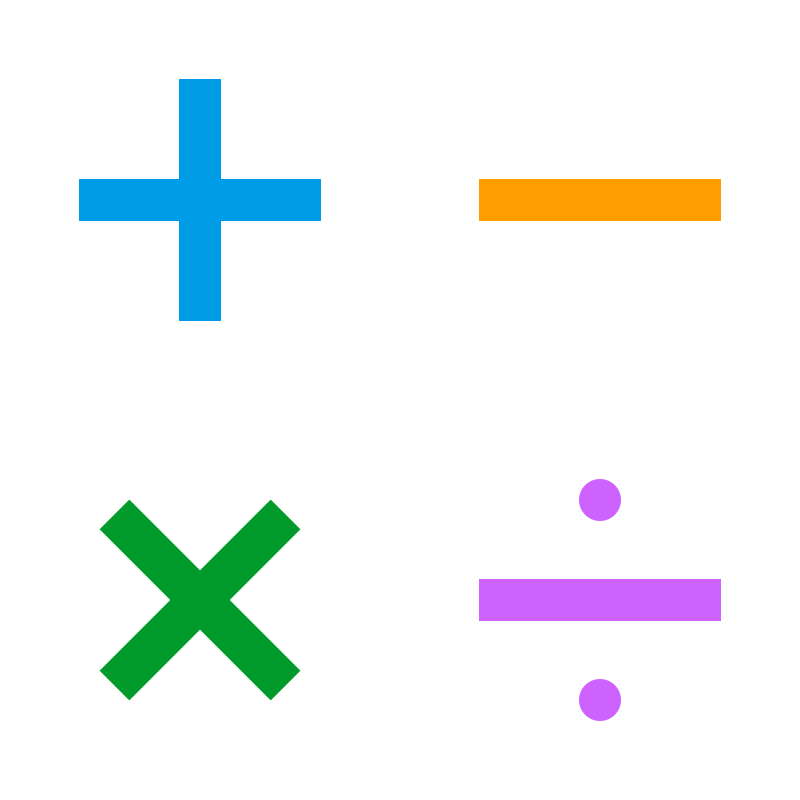 + −
× ÷